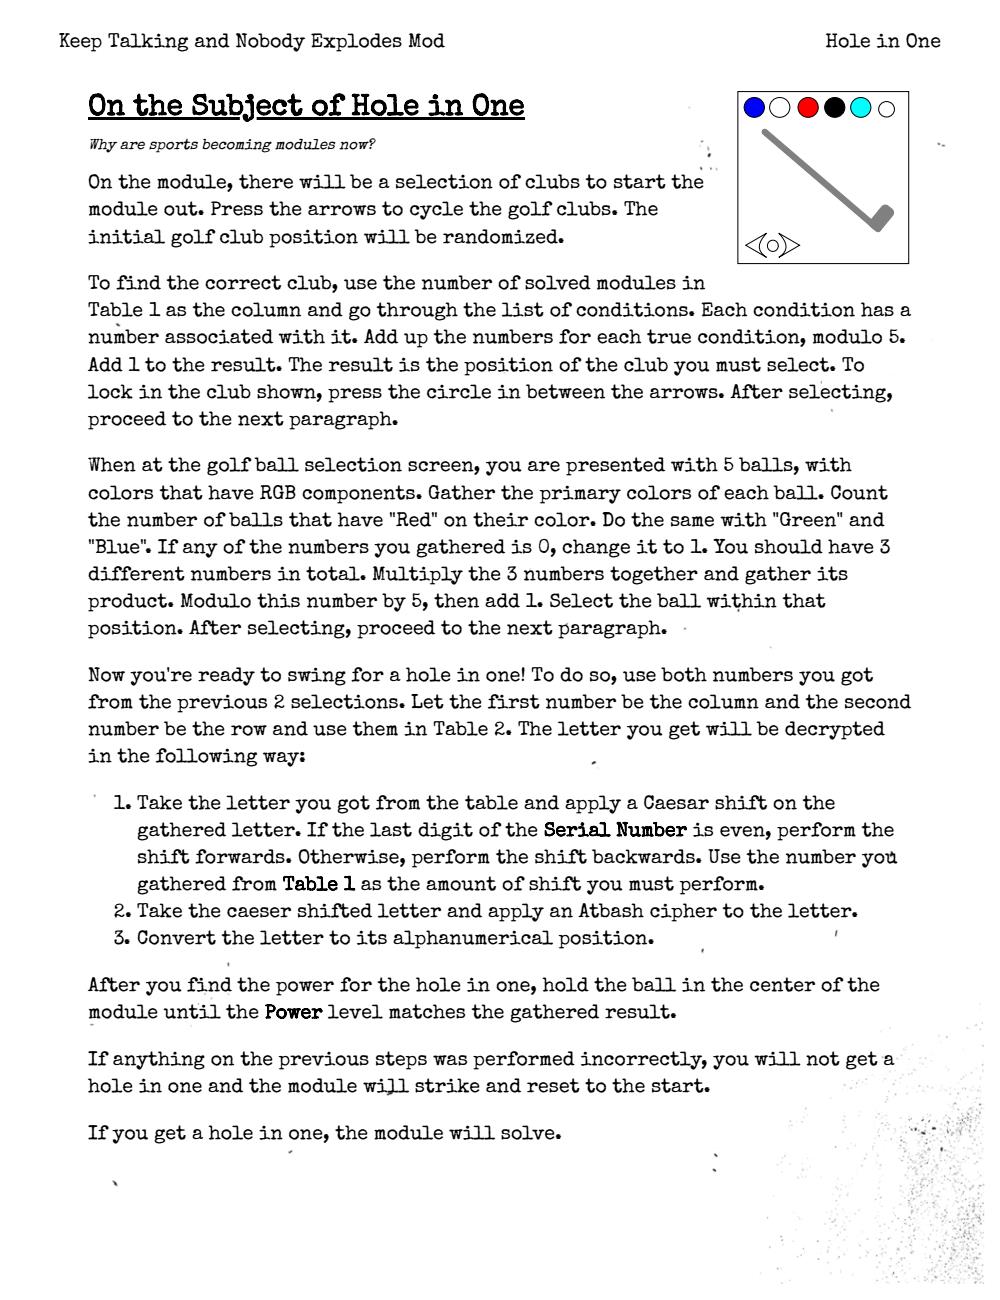 Keep Talking and Nobody Explodes Mod
Hole in One
On the Subject of Hole in One
Why are sports becoming modules now?
On the module, there will be a selection of clubs to start the
module out. Press the arrows to cycle the golf clubs. The
initial golf club position will be randomized.
To find the correct club, use the number of solved modules in
Table 1 as the column and go through the list of conditions. Each condition has a
number associated with it. Add up the numbers for each true condition, modulo 5.
Add 1 to the result. The result is the position of the club you must select. To
lock in the club shown, press the circle in between the arrows. After selecting,
proceed to the next paragraph.
When at the golf ball selection screen, you are presented with 5 balls, with
colors that have RGB components. Gather the primary colors of each ball. Count
the number of balls that have "Red" on their color. Do the same with "Green" and
"Blue". If any of the numbers you gathered is 0, change it to 1. You should have 3
different numbers in total. Multiply the 3 numbers together and gather its
product. Modulo this number by 5, then add 1. Select the ball within that
position. After selecting, proceed to the next paragraph.
Now you're ready to swing for a hole in one! To do so, use both numbers you got
from the previous 2 selections. Let the first number be the column and the second
number be the row and use them in Table 2. The letter you get will be decrypted
in the following way:
1. Take the letter you got from the table and apply a Caesar shift on the
gathered letter. If the last digit of the Serial Number is even, perform the
shift forwards. Otherwise, perform the shift backwards. Use the number you
gathered from Table 1 as the amount of shift you must perform.
2. Take the caeser shifted letter and apply an Atbash cipher to the letter.
3. Convert the letter to its alphanumerical position.
After you find the power for the hole in one, hold the ball in the center of the
module until the Power level matches the gathered result.
If anything on the previous steps was performed incorrectly, you will not get a
hole in one and the module will strike and reset to the start.
If you get a hole in one, the module will solve.